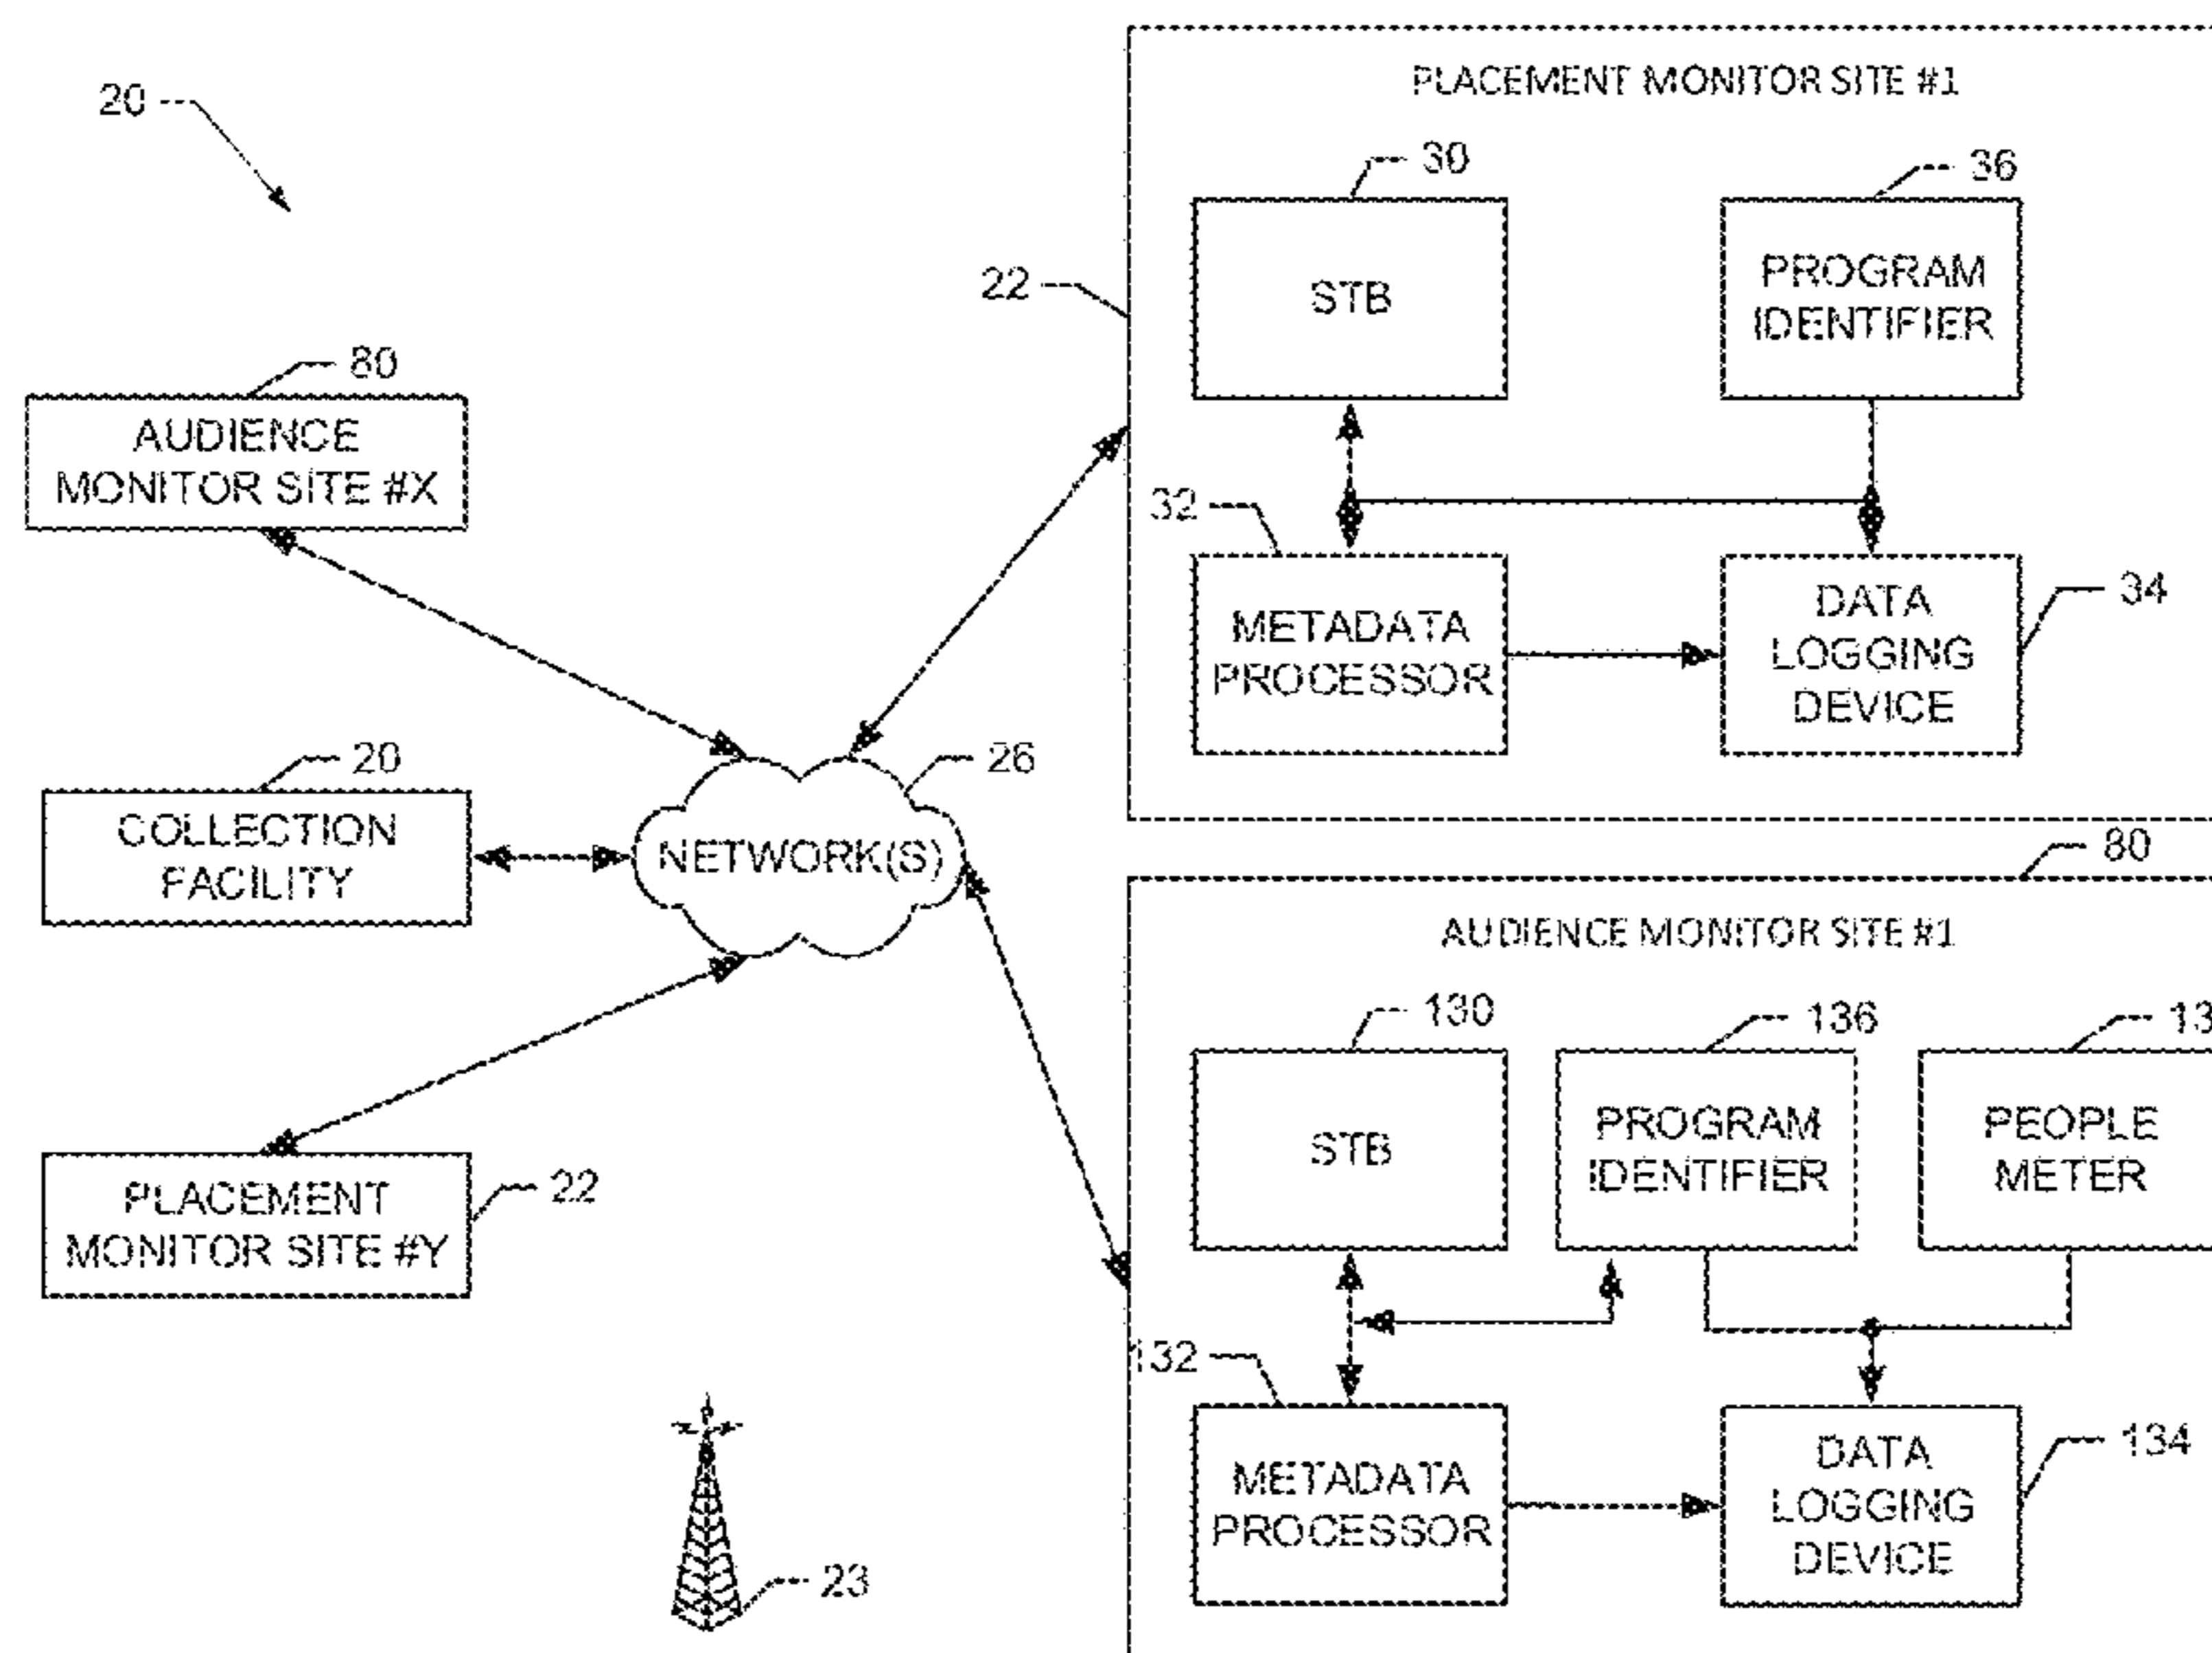 20
PLACEMENT MONITOR SITE #1
30
36
22
STB
PROGRAM
IDENTIFIER
80
AUDIENCE
MONITOR SITE #X
32
34
METADATA
PROCESSOR
DATA
LOGGING
DEVICE
20
COLLECTION
FACILITY
26
NETWORK(S)
80
AUDIENCE MONITOR SITE #1
130
136
13
STB
PROGRAM
IDENTIFIER
PEOPLE
METER
PLACEMENT
MONITOR SITE #Y
22
132
134
METADATA
PROCESSOR
DATA
LOGGING
DEVICE
23